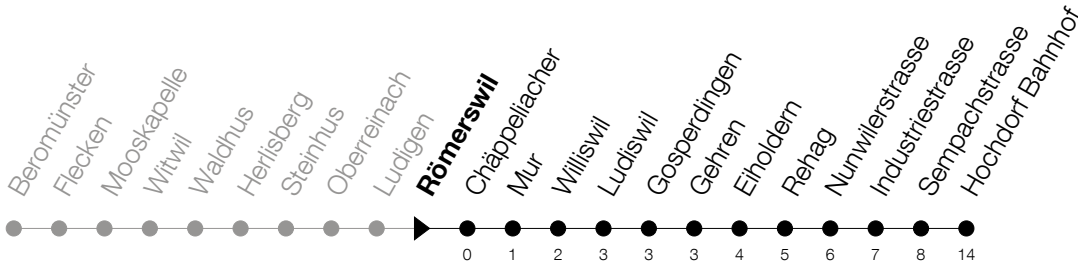 Beromünster
Flecken
Mooskapelle
Witwil
Waldhus
Herlisberg
Steinhus
Oberreinach
Ludigen
Römerswil
Chäppeliacher
Mur
Williswil
Ludiswil
Gosperdingen
Gehren
Eiholdern
Rehag
Nunwilerstrasse
Industriestrasse
Sempachstrasse
Hochdorf Bahnhof
0 1 2 3 3 3 4 5 6 7 8 14